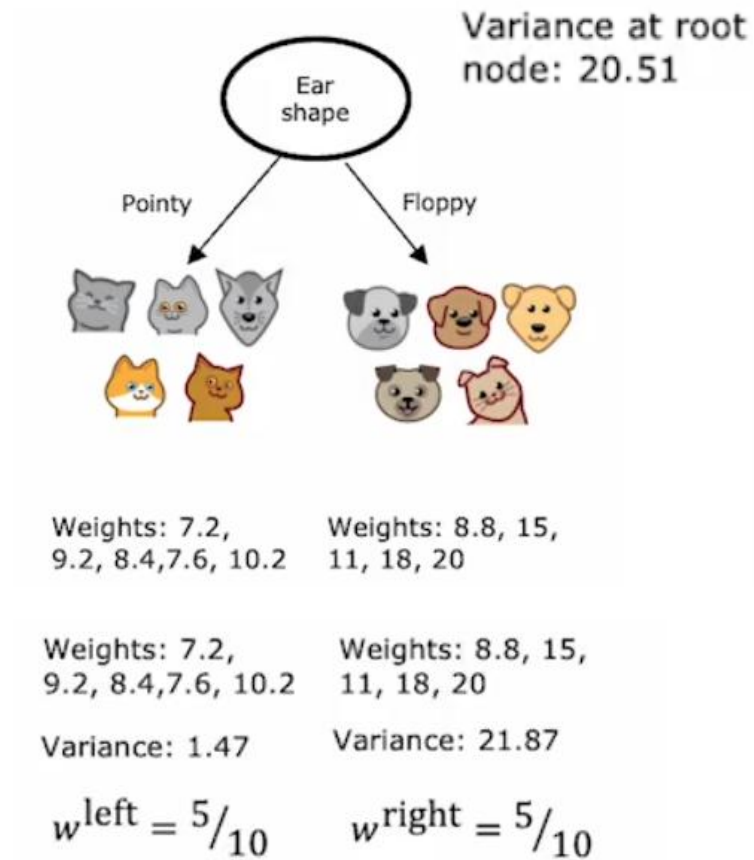 Variance at root
node: 20.51
Ear
shape
Pointy
Floppy
Weights: 7.2,
9.2, 8.4,7.6, 10.2
Weights: 8.8, 15,
11, 18, 20
Weights: 7.2,
9.2, 8.4,7.6, 10.2
Weights: 8.8, 15,
11, 18, 20
Variance: 1.47
Variance: 21.87
w^left = 5/10
w^right = 5/10